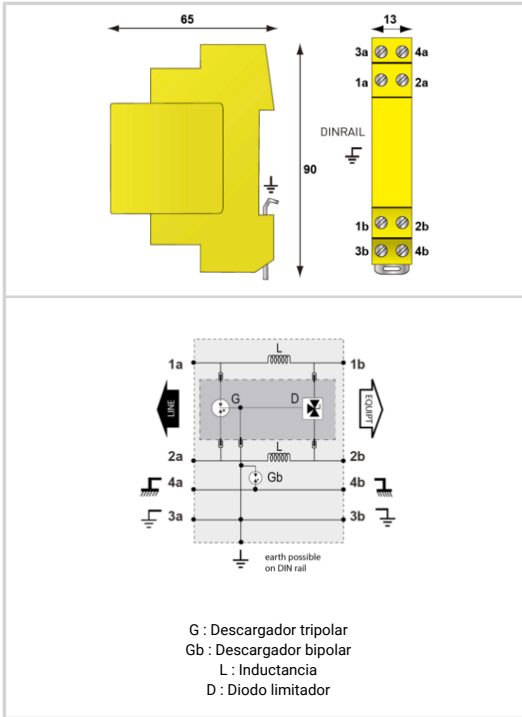 65
13
3a 4a
1a 2a
DINRAIL
90
1b 2b
3b 4b
L
1a 1b
G D
LINE EQUIPT
L
2a 2b
4a Gb 4b
3a 3b
earth possible
on DIN rail
G : Descargador tripolar
Gb : Descargador bipolar
L : Inductancia
D : Diodo limitador